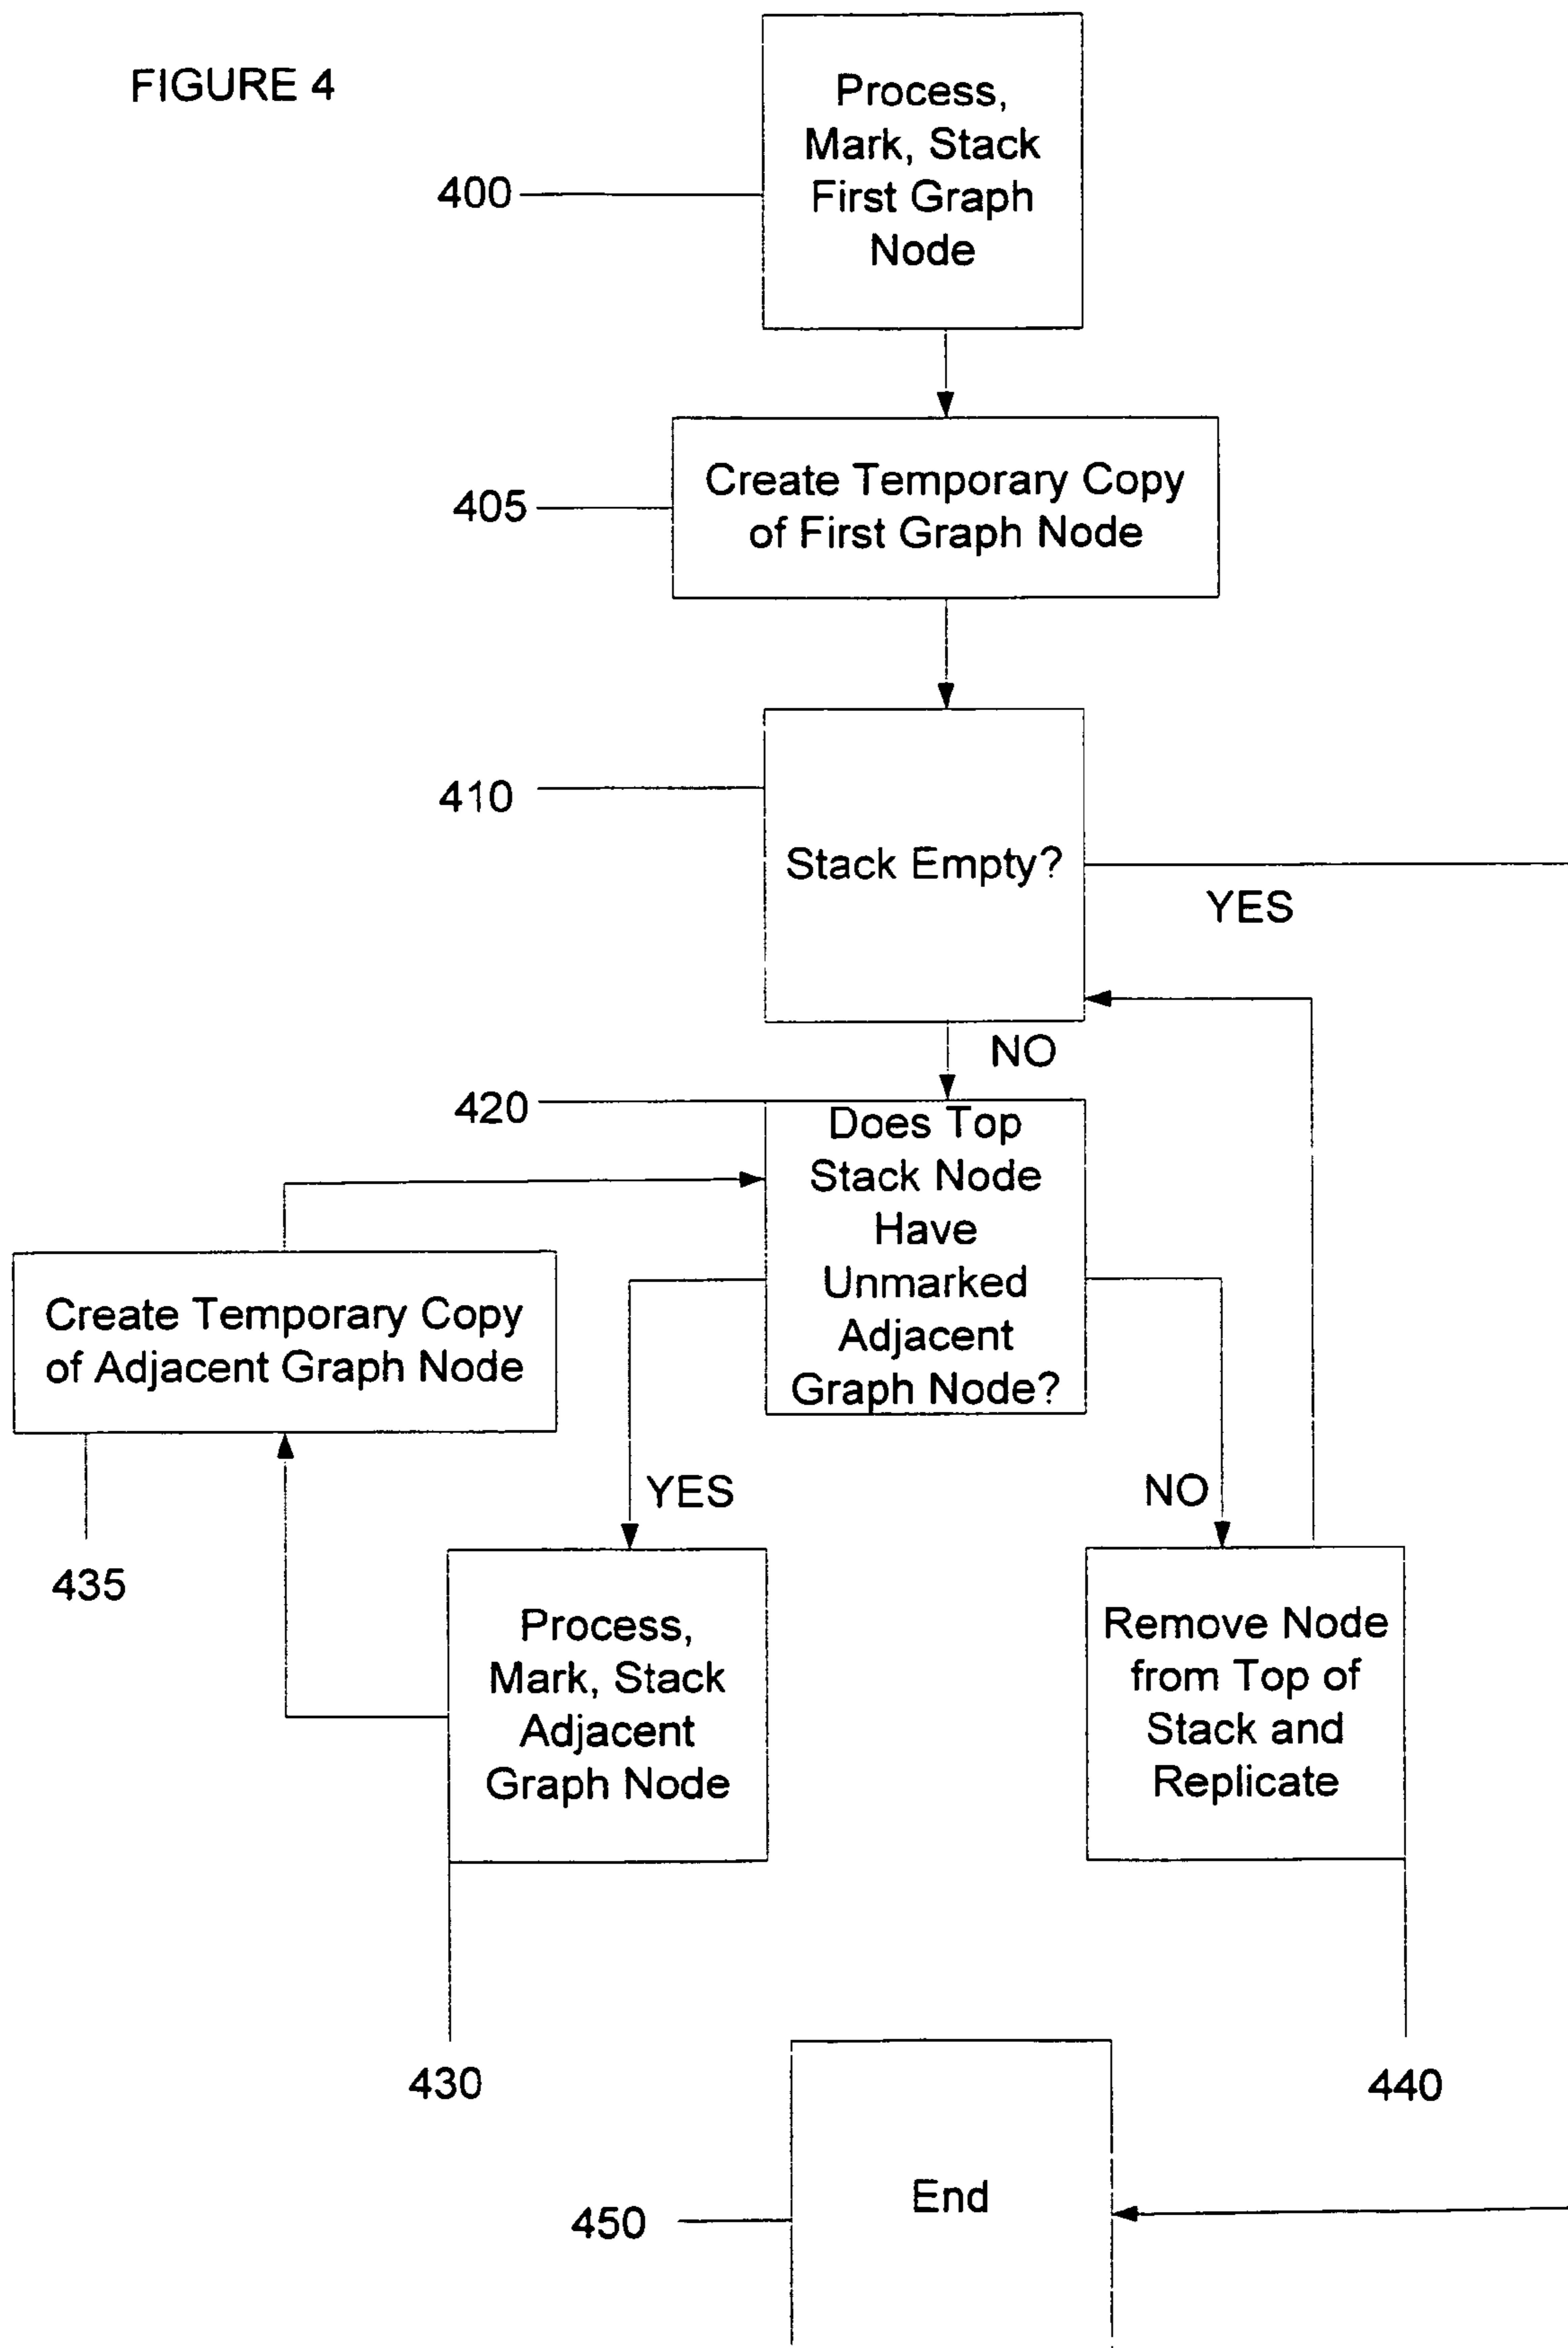 FIGURE 4
Process,
Mark, Stack
First Graph
Node
400
Create Temporary Copy
of First Graph Node
405
410
Stack Empty?
YES
NO
420
Does Top
Stack Node
Have
Unmarked
Adjacent
Graph Node?
Create Temporary Copy
of Adjacent Graph Node
YES
NO
435
Process,
Mark, Stack
Adjacent
Graph Node
Remove Node
from Top of
Stack and
Replicate
430
440
End
450